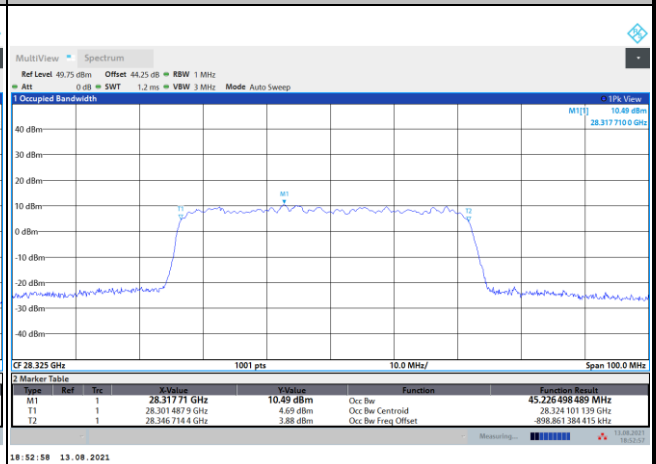 MultiView Spectrum
Ref Level 49.75 dBm Offset 44.25 dB RBW 1 MHz
Att 0 dB SWT 1.2 ms VBW 3 MHz Mode Auto Sweep
1 Occupied Bandwidth 1Pk View
M1[1] 10.49 dBm
28.317 710 0 GHz
40 dBm
30 dBm
20 dBm
M1
10 dBm
T1
T2
0 dBm
-10 dBm
-20 dBm
-30 dBm
-40 dBm
CF 28.325 GHz 1001 pts 10.0 MHz/ Span 100.0 MHz
2 Marker Table
Type Ref Trc X-Value Y-Value Function Function Result
M1 1 28.317 71 GHz 10.49 dBm Occ Bw 45.226 498 489 MHz
T1 1 28.301 487 9 GHz 4.69 dBm Occ Bw Centroid 28.324 101 139 GHz
T2 1 28.346 714 4 GHz 3.88 dBm Occ Bw Freq Offset -898.861 384 415 kHz
Measuring... 13.08.2021
18:52:57
18:52:58 13.08.2021